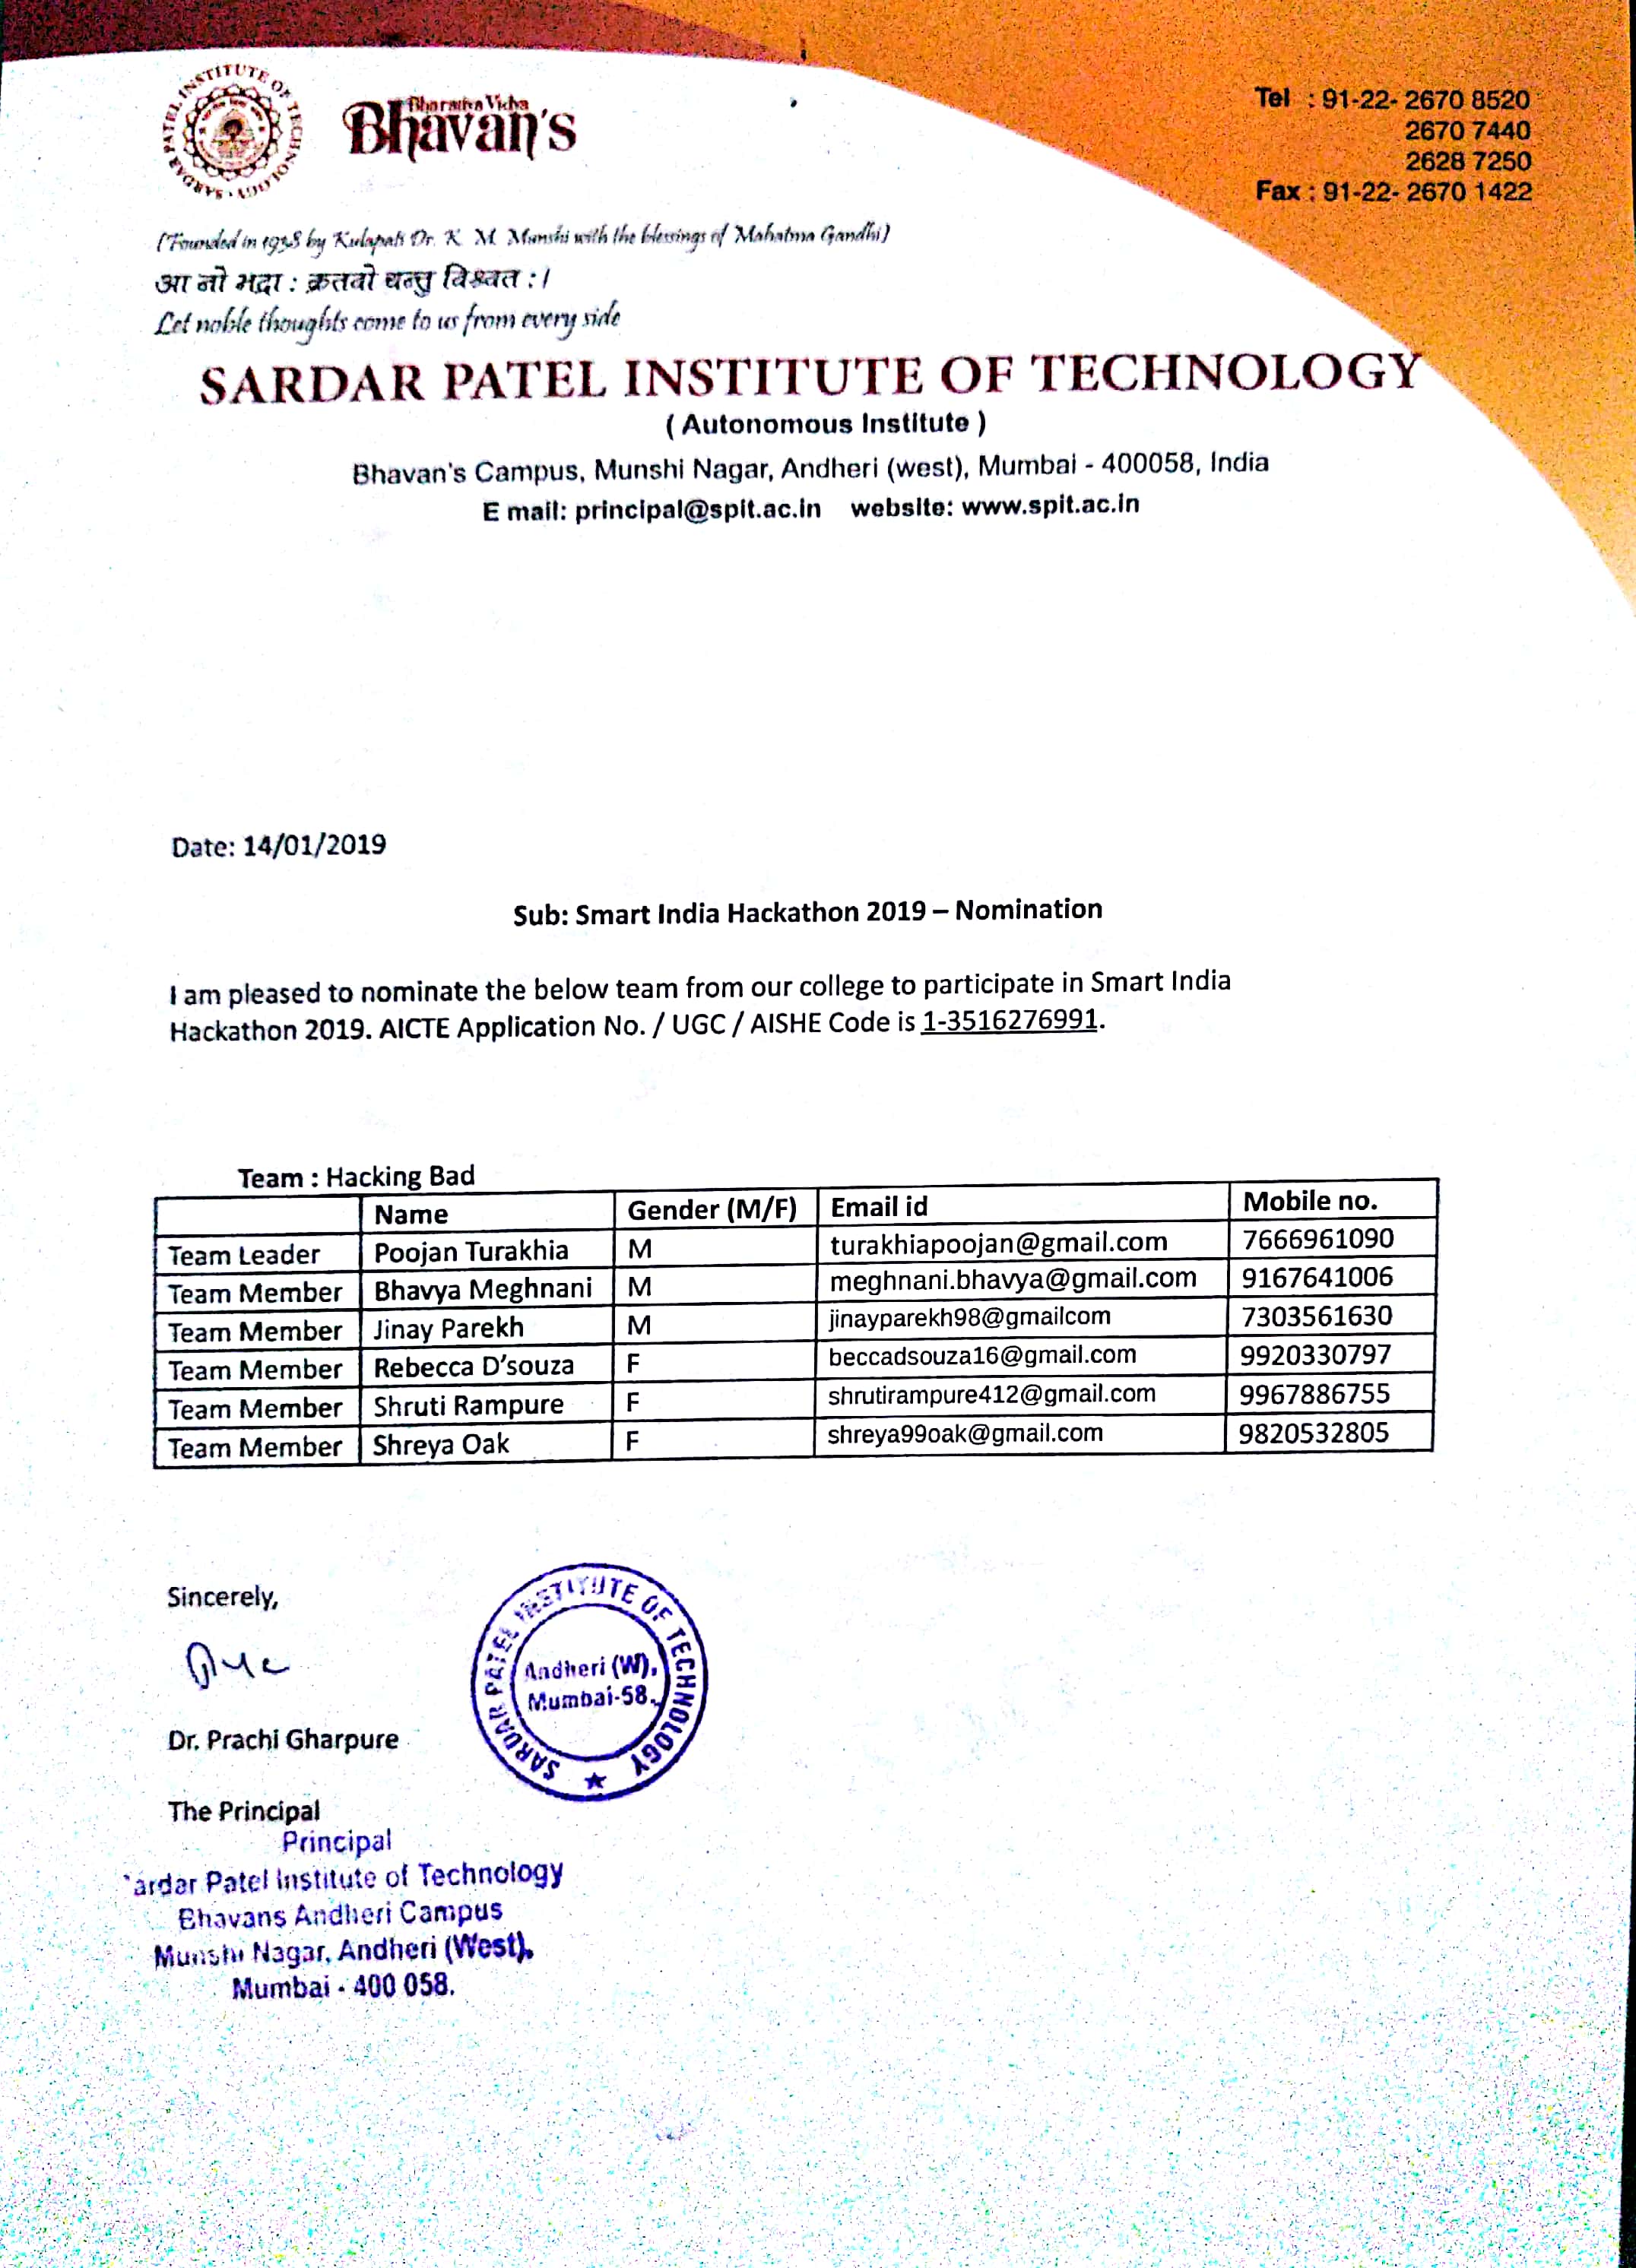 SARDAR PATEL INSTITUTE OF TECHNOLOGY
Bharatiya Vidya
Bhavan's
Tel : 91-22- 2670 8520
2670 7440
2628 7250
Fax : 91-22- 2670 1422
(Founded in 1938 by Kulapati Dr. K. M. Munshi with the blessings of Mahatma Gandhi)
आ नो भद्रा : क्रतवो यन्तु विश्वत : ।
Let noble thoughts come to us from every side
SARDAR PATEL INSTITUTE OF TECHNOLOGY
( Autonomous Institute )
Bhavan's Campus, Munshi Nagar, Andheri (west), Mumbai - 400058, India
E mail: principal@spit.ac.in website: www.spit.ac.in
Date: 14/01/2019
Sub: Smart India Hackathon 2019 – Nomination
I am pleased to nominate the below team from our college to participate in Smart India
Hackathon 2019. AICTE Application No. / UGC / AISHE Code is 1-3516276991.
Team : Hacking Bad
Name Gender (M/F) Email id Mobile no.
Team Leader Poojan Turakhia M turakhiapoojan@gmail.com 7666961090
Team Member Bhavya Meghnani M meghnani.bhavya@gmail.com 9167641006
Team Member Jinay Parekh M jinayparekh98@gmailcom 7303561630
Team Member Rebecca D'souza F beccadsouza16@gmail.com 9920330797
Team Member Shruti Rampure F shrutirampure412@gmail.com 9967886755
Team Member Shreya Oak F shreya99oak@gmail.com 9820532805
Sincerely,
SARDAR PATEL INSTITUTE OF TECHNOLOGY
Andheri (W),
Mumbai-58.
Dr. Prachi Gharpure
The Principal
Principal
ardar Patel Institute of Technology
Bhavans Andheri Campus
Munshi Nagar, Andheri (West),
Mumbai - 400 058.